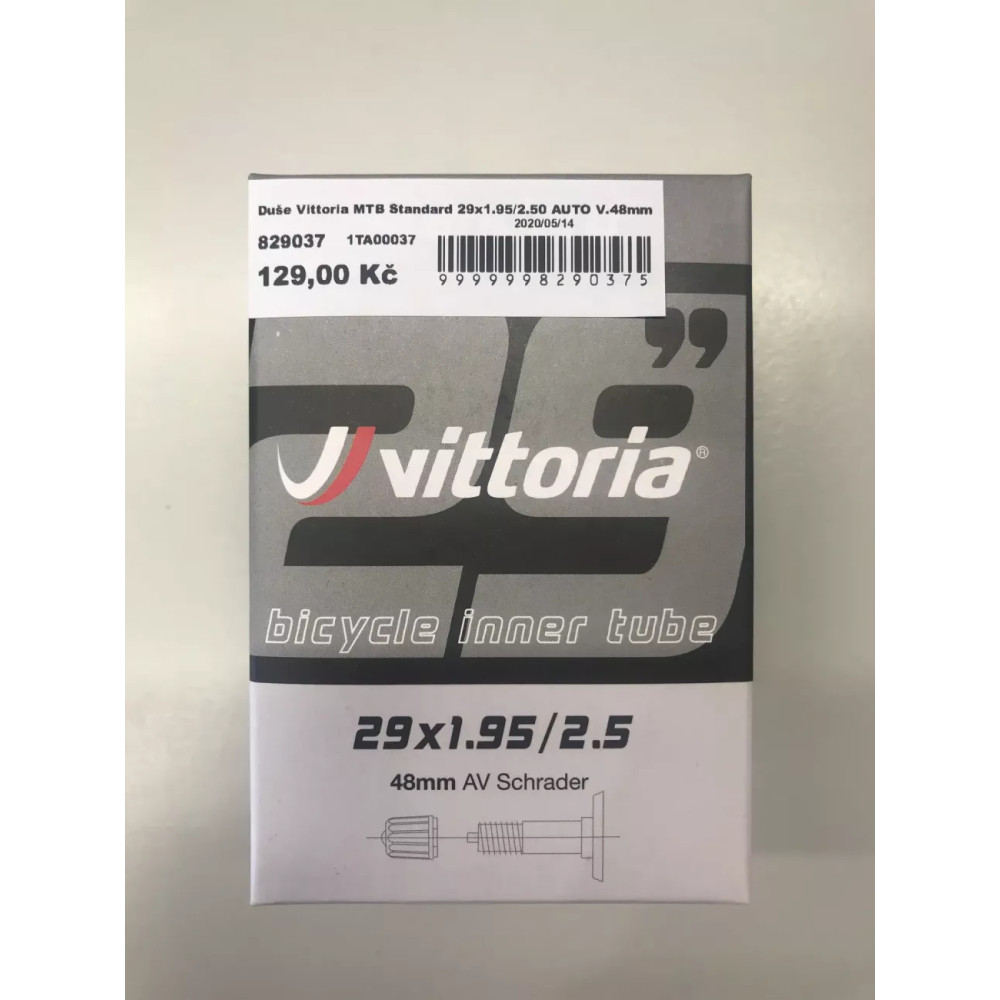 Duše Vittoria MTB Standard 29x1.95/2.50 AUTO V.48mm
2020/05/14
829037 1TA00037
129,00 Kč
9999998290375
29”
vittoria®
bicycle inner tube
29x1.95/2.5
48mm AV Schrader